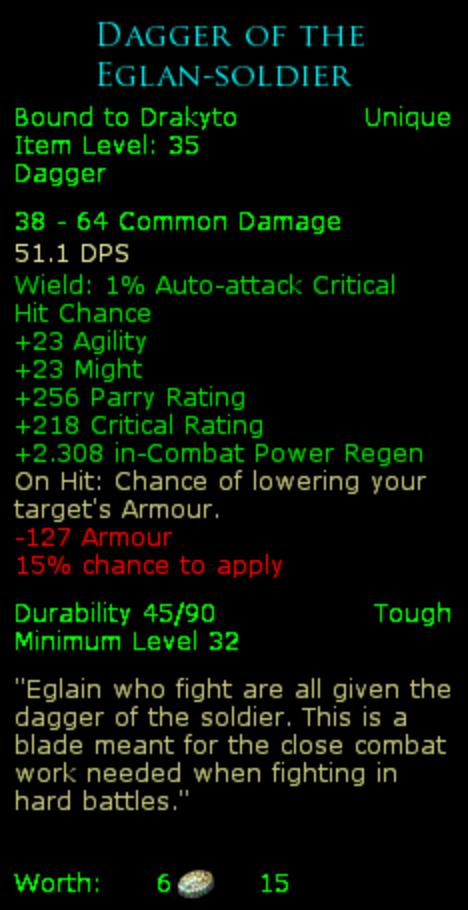 Dagger of the
Eglan-soldier
Bound to Drakyto Unique
Item Level: 35
Dagger
38 - 64 Common Damage
51.1 DPS
Wield: 1% Auto-attack Critical
Hit Chance
+23 Agility
+23 Might
+256 Parry Rating
+218 Critical Rating
+2.308 in-Combat Power Regen
On Hit: Chance of lowering your
target's Armour.
-127 Armour
15% chance to apply
Durability 45/90 Tough
Minimum Level 32
"Eglain who fight are all given the
dagger of the soldier. This is a
blade meant for the close combat
work needed when fighting in
hard battles."
Worth: 6 15